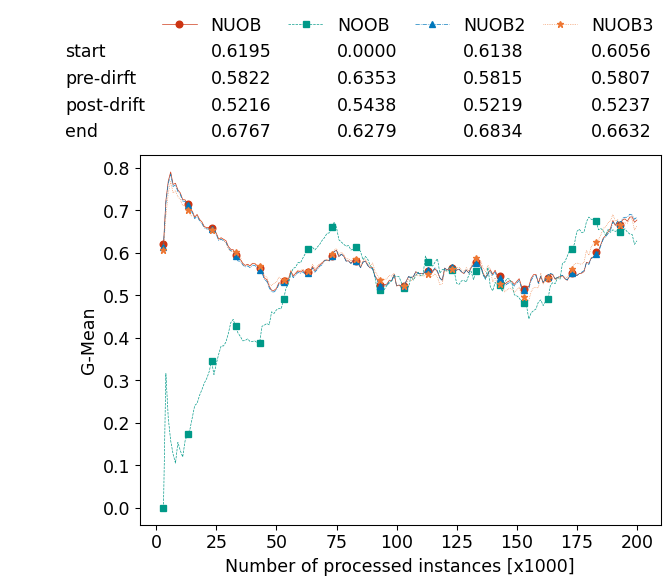 NUOB NOOB NUOB2 NUOB3
start 0.6195 0.0000 0.6138 0.6056
pre-dirft 0.5822 0.6353 0.5815 0.5807
post-drift 0.5216 0.5438 0.5219 0.5237
end 0.6767 0.6279 0.6834 0.6632
0.8
0.7
0.6
0.5
0.4
0.3
0.2
0.1
0.0
G-Mean
0 25 50 75 100 125 150 175 200
Number of processed instances [x1000]